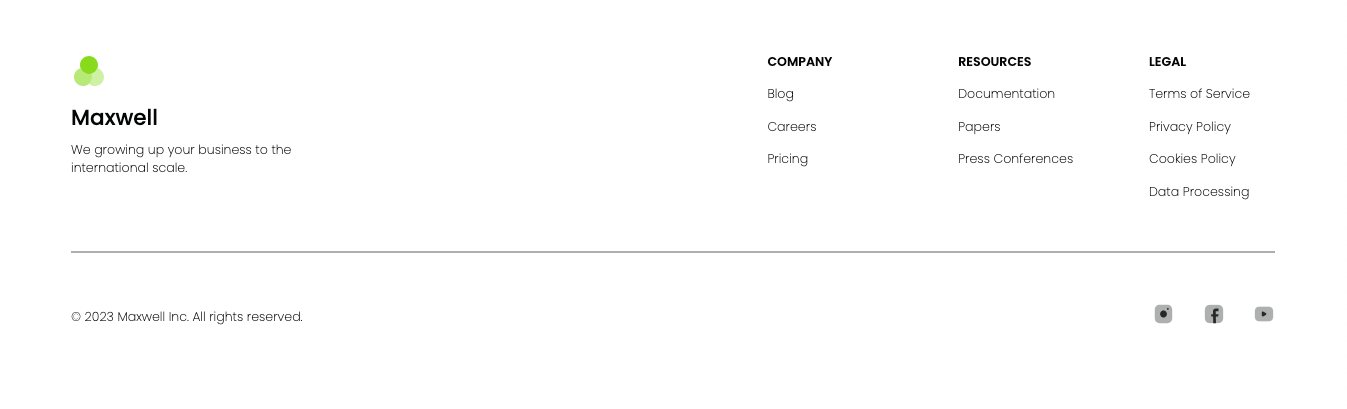 Maxwell
We growing up your business to the
international scale.
COMPANY
Blog
Careers
Pricing
RESOURCES
Documentation
Papers
Press Conferences
LEGAL
Terms of Service
Privacy Policy
Cookies Policy
Data Processing
© 2023 Maxwell Inc. All rights reserved.